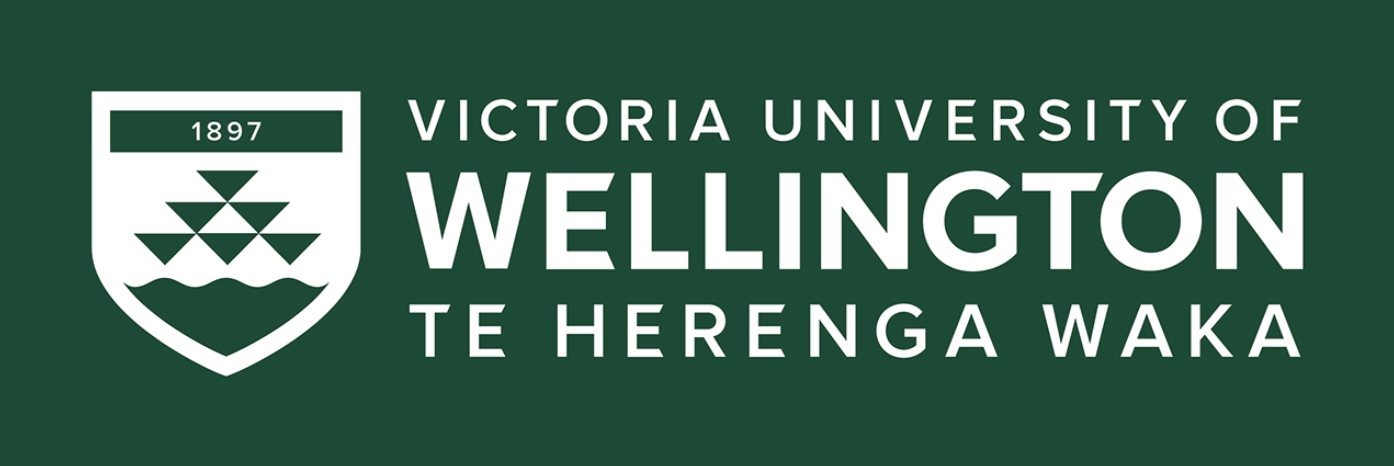 1897
VICTORIA UNIVERSITY OF
WELLINGTON
TE HERENGA WAKA